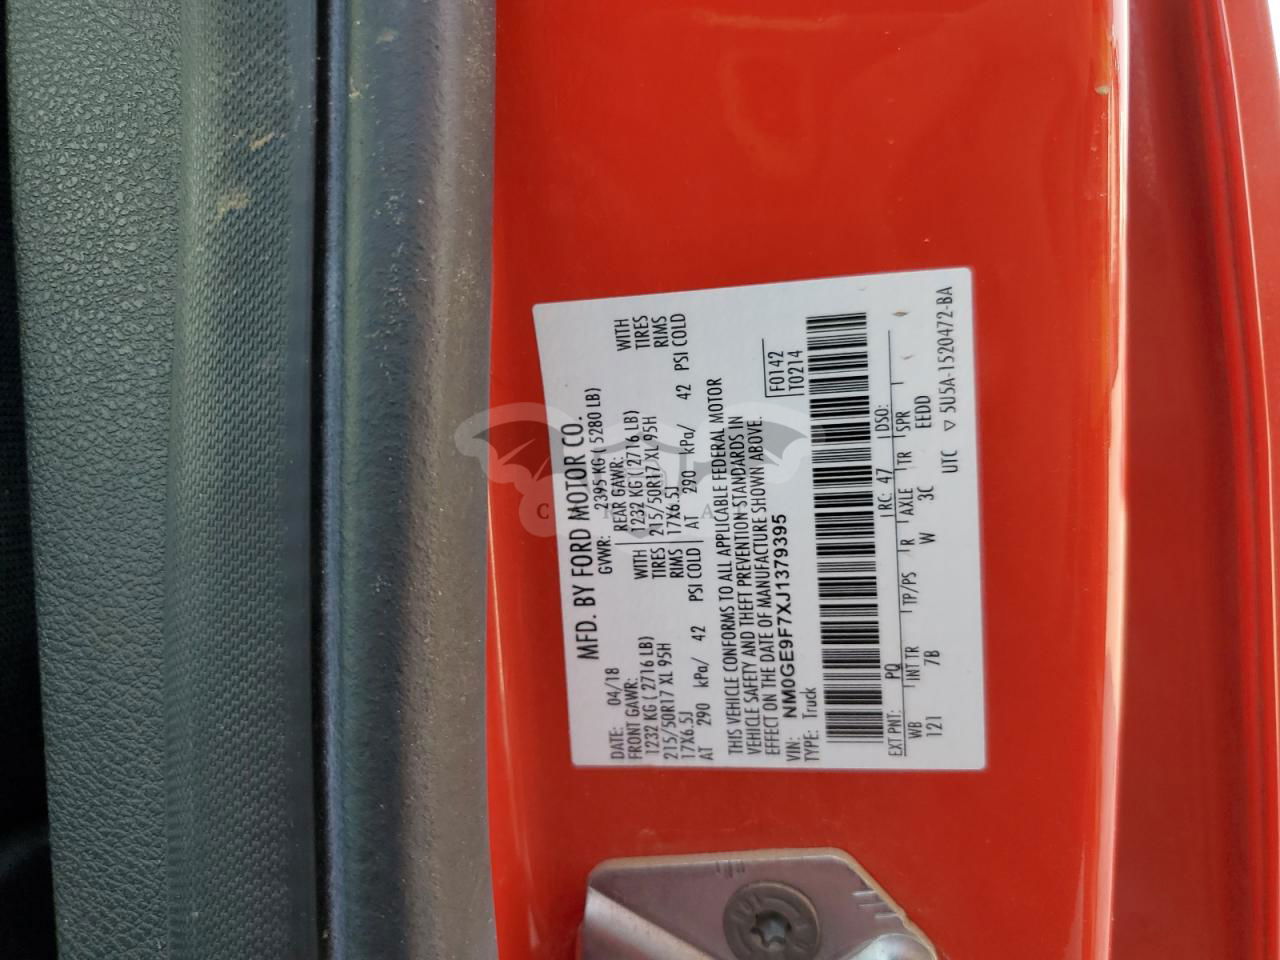 MFD. BY FORD MOTOR CO.
DATE: 04/18 GVWR: 2395 KG ( 5280 LB)
FRONT GAWR: REAR GAWR:
1232 KG ( 2716 LB) WITH 1232 KG ( 2716 LB) WITH
215/50R17 XL 95H TIRES 215/50R17 XL 95H TIRES
17X6.5J RIMS 17X6.5J RIMS
AT 290 kPa/ 42 PSI COLD AT 290 kPa/ 42 PSI COLD
THIS VEHICLE CONFORMS TO ALL APPLICABLE FEDERAL MOTOR
VEHICLE SAFETY AND THEFT PREVENTION STANDARDS IN
EFFECT ON THE DATE OF MANUFACTURE SHOWN ABOVE.
VIN: NM0GE9F7XJ1379395 F0142
TYPE: Truck T0214
EXT PNT: PQ RC: 47 DSO:
WB INT TR TP/PS R AXLE TR SPR
121 7B W 3C EEDD
UTC ▽ 5U5A-1520472-BA